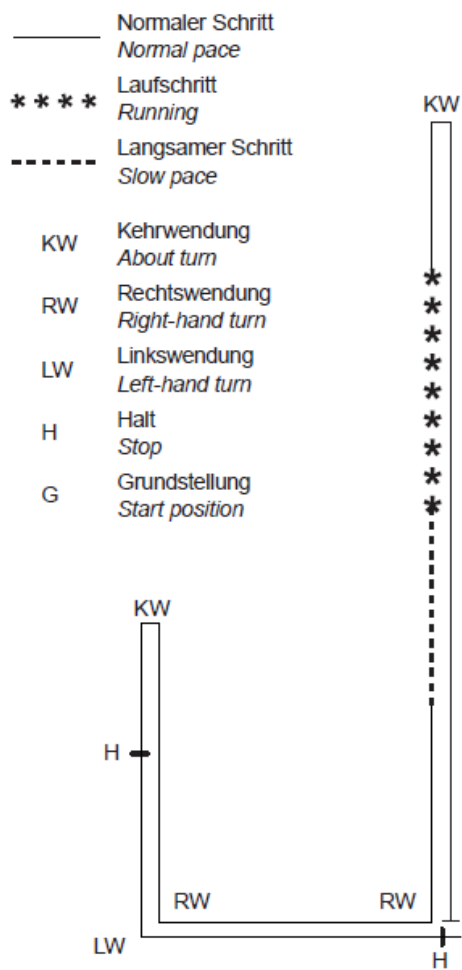 Normaler Schritt
Normal pace
Laufschritt
Running
Langsamer Schritt
Slow pace
KW
Kehrwendung
About turn
RW
Rechtswendung
Right-hand turn
LW
Linkswendung
Left-hand turn
H
Halt
Stop
G
Grundstellung
Start position
KW
KW
H
RW
RW
LW
H